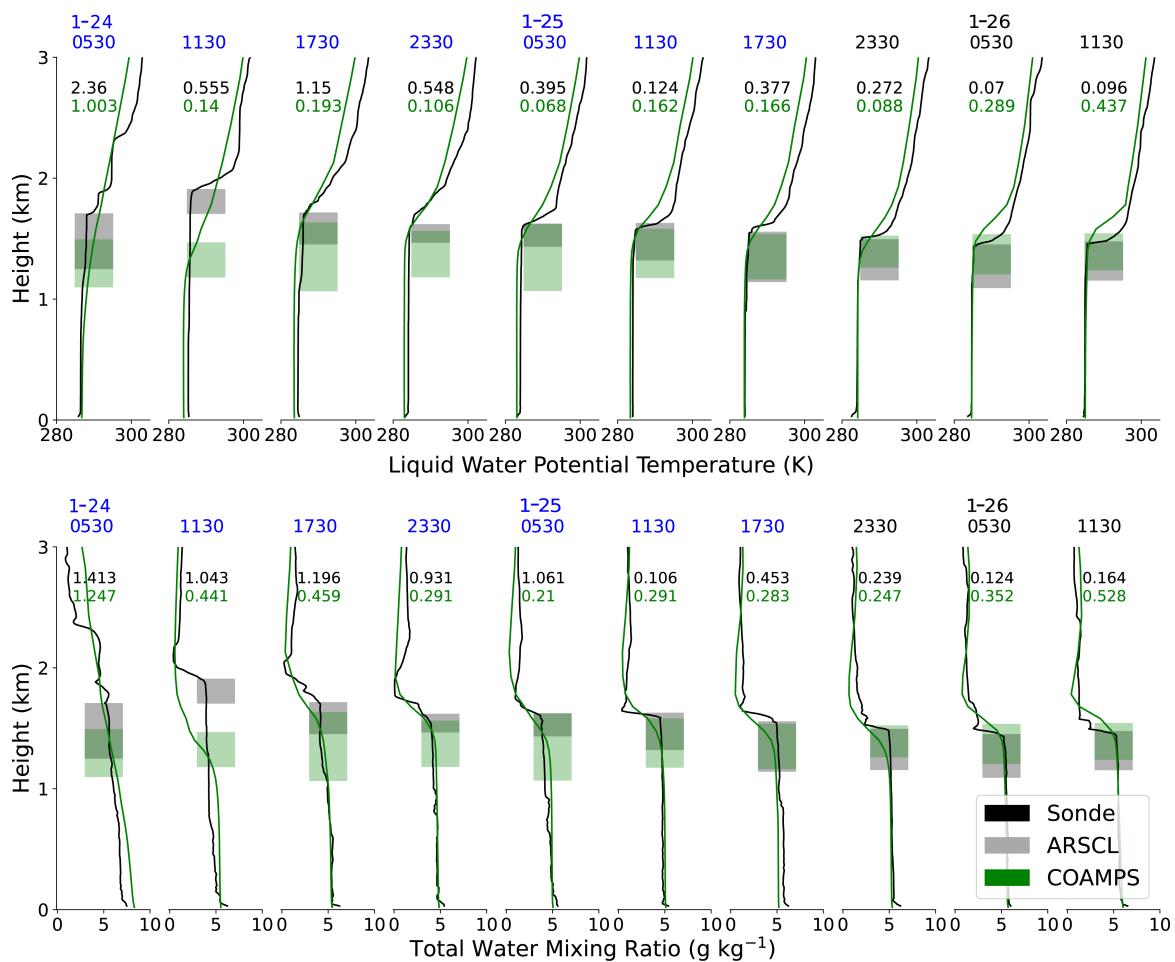 1−24 1−25 1−26
0530 1130 1730 2330 0530 1130 1730 2330 0530 1130
3
2.36 0.555 1.15 0.548 0.395 0.124 0.377 0.272 0.07 0.096
1.003 0.14 0.193 0.106 0.068 0.162 0.166 0.088 0.289 0.437
2
Height (km)
1
0
280 300 280 300 280 300 280 300 280 300 280 300 280 300 280 300 280 300 280 300
Liquid Water Potential Temperature (K)
1−24 1−25 1−26
0530 1130 1730 2330 0530 1130 1730 2330 0530 1130
3
1.413 1.043 1.196 0.931 1.061 0.106 0.453 0.239 0.124 0.164
1.247 0.441 0.459 0.291 0.21 0.291 0.283 0.247 0.352 0.528
2
Height (km)
1
Sonde
ARSCL
COAMPS
0
0 5 10 0 5 10 0 5 10 0 5 10 0 5 10 0 5 10 0 5 10 0 5 10 0 5 10 0 5 10
Total Water Mixing Ratio (g kg⁻¹)